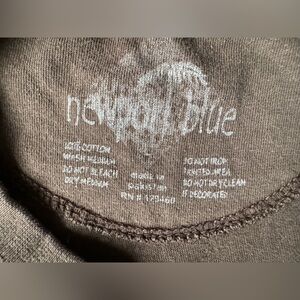 newport blue
100% COTTON
WASH MEDIUM
DO NOT BLEACH
DRY MEDIUM
MADE IN
PAKISTAN
RN #
DO NOT IRON
PRINTED AREA
DO NOT DRY CLEAN
IF DECORATED